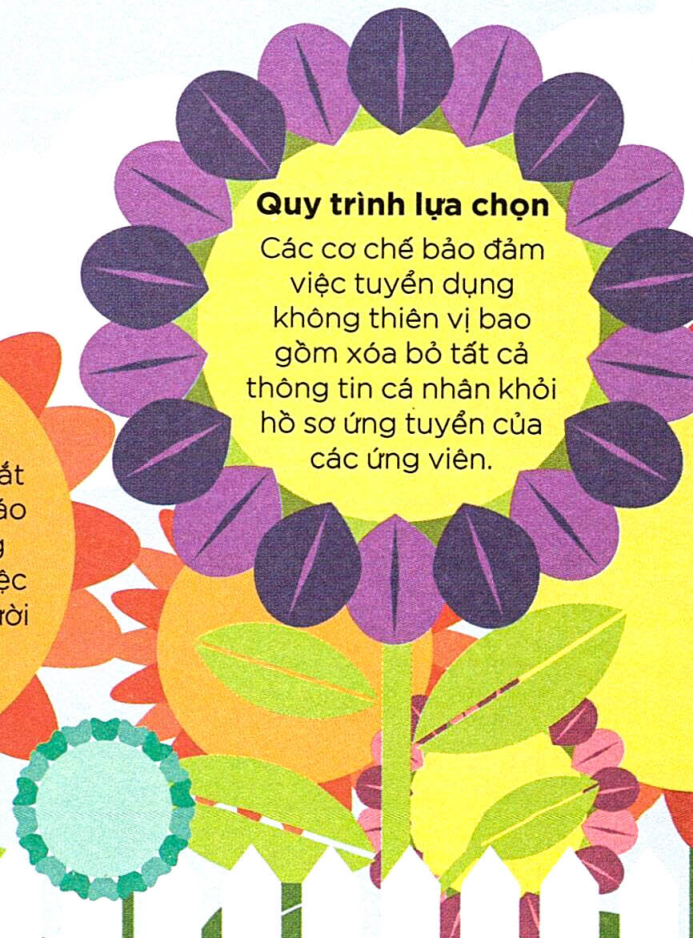 Quy trình lựa chọn
Các cơ chế bảo đảm
việc tuyển dụng
không thiên vị bao
gồm xóa bỏ tất cả
thông tin cá nhân khỏi
hồ sơ ứng tuyển của
các ứng viên.